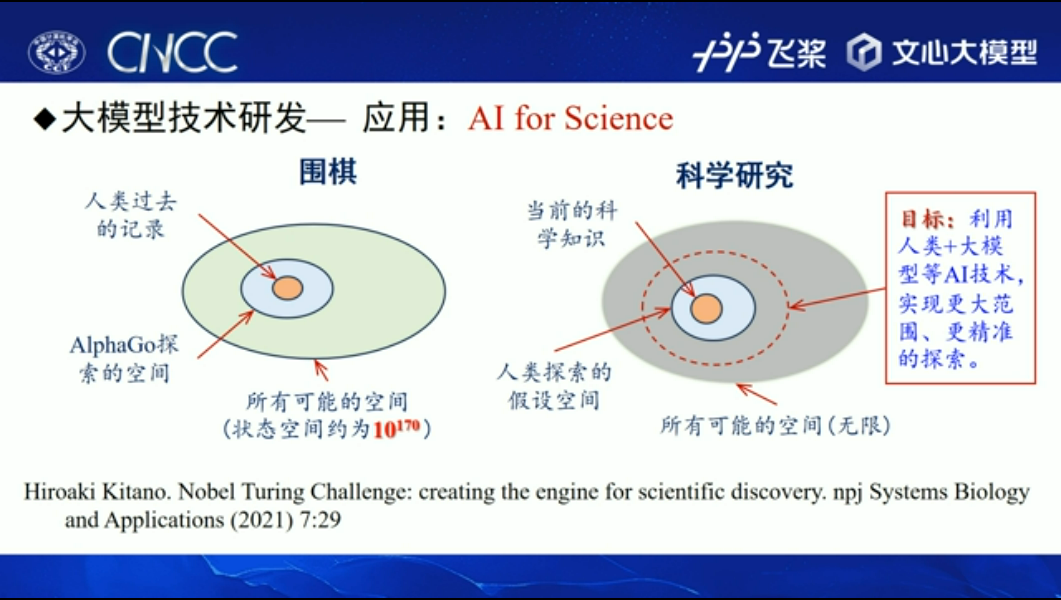 CNCC
飞桨
文心大模型
◆大模型技术研发— 应用：AI for Science
围棋
人类过去
的记录
AlphaGo探
索的空间
所有可能的空间
(状态空间约为10¹⁷⁰)
科学研究
当前的科
学知识
人类探索的
假设空间
所有可能的空间(无限)
目标：利用
人类+大模
型等AI技术，
实现更大范
围、更精准
的探索。
Hiroaki Kitano. Nobel Turing Challenge: creating the engine for scientific discovery. npj Systems Biology
and Applications (2021) 7:29